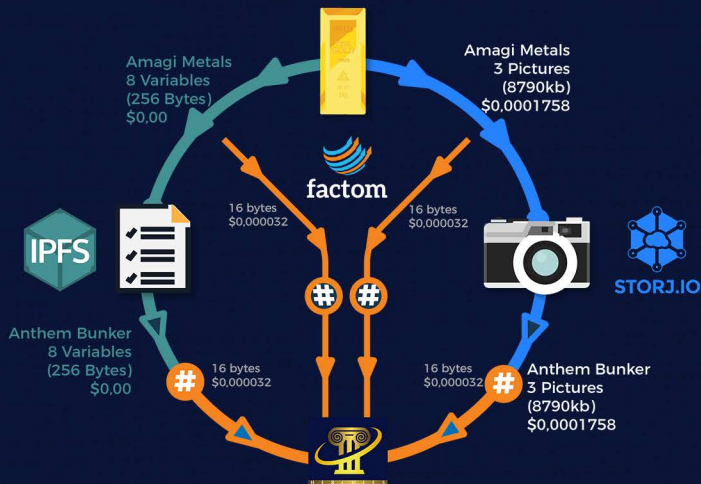 Amagi Metals
8 Variables
(256 Bytes)
$0,00
Amagi Metals
3 Pictures
(8790kb)
$0,0001758
factom
16 bytes
$0,000032
16 bytes
$0,000032
#
#
IPFS
STORJ.IO
Anthem Bunker
8 Variables
(256 Bytes)
$0,00
#
16 bytes
$0,000032
16 bytes
$0,000032
#
Anthem Bunker
3 Pictures
(8790kb)
$0,0001758